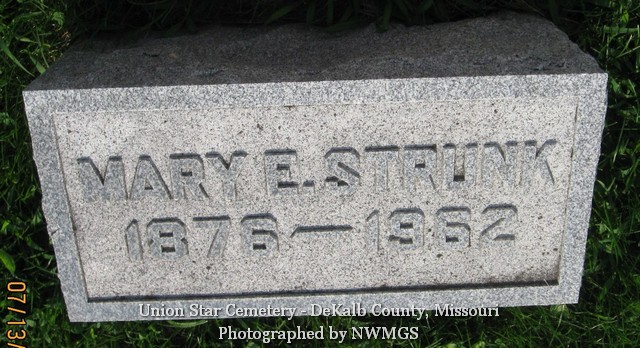 MARY E. STRUNK
1876—1962
Union Star Cemetery - DeKalb County, Missouri
Photographed by NWMGS
07/13/